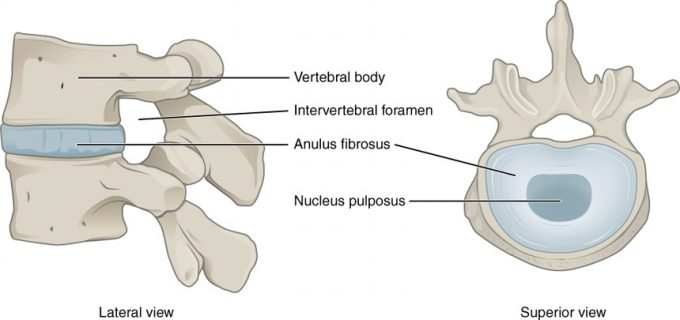 Vertebral body
Intervertebral foramen
Anulus fibrosus
Nucleus pulposus
Lateral view
Superior view